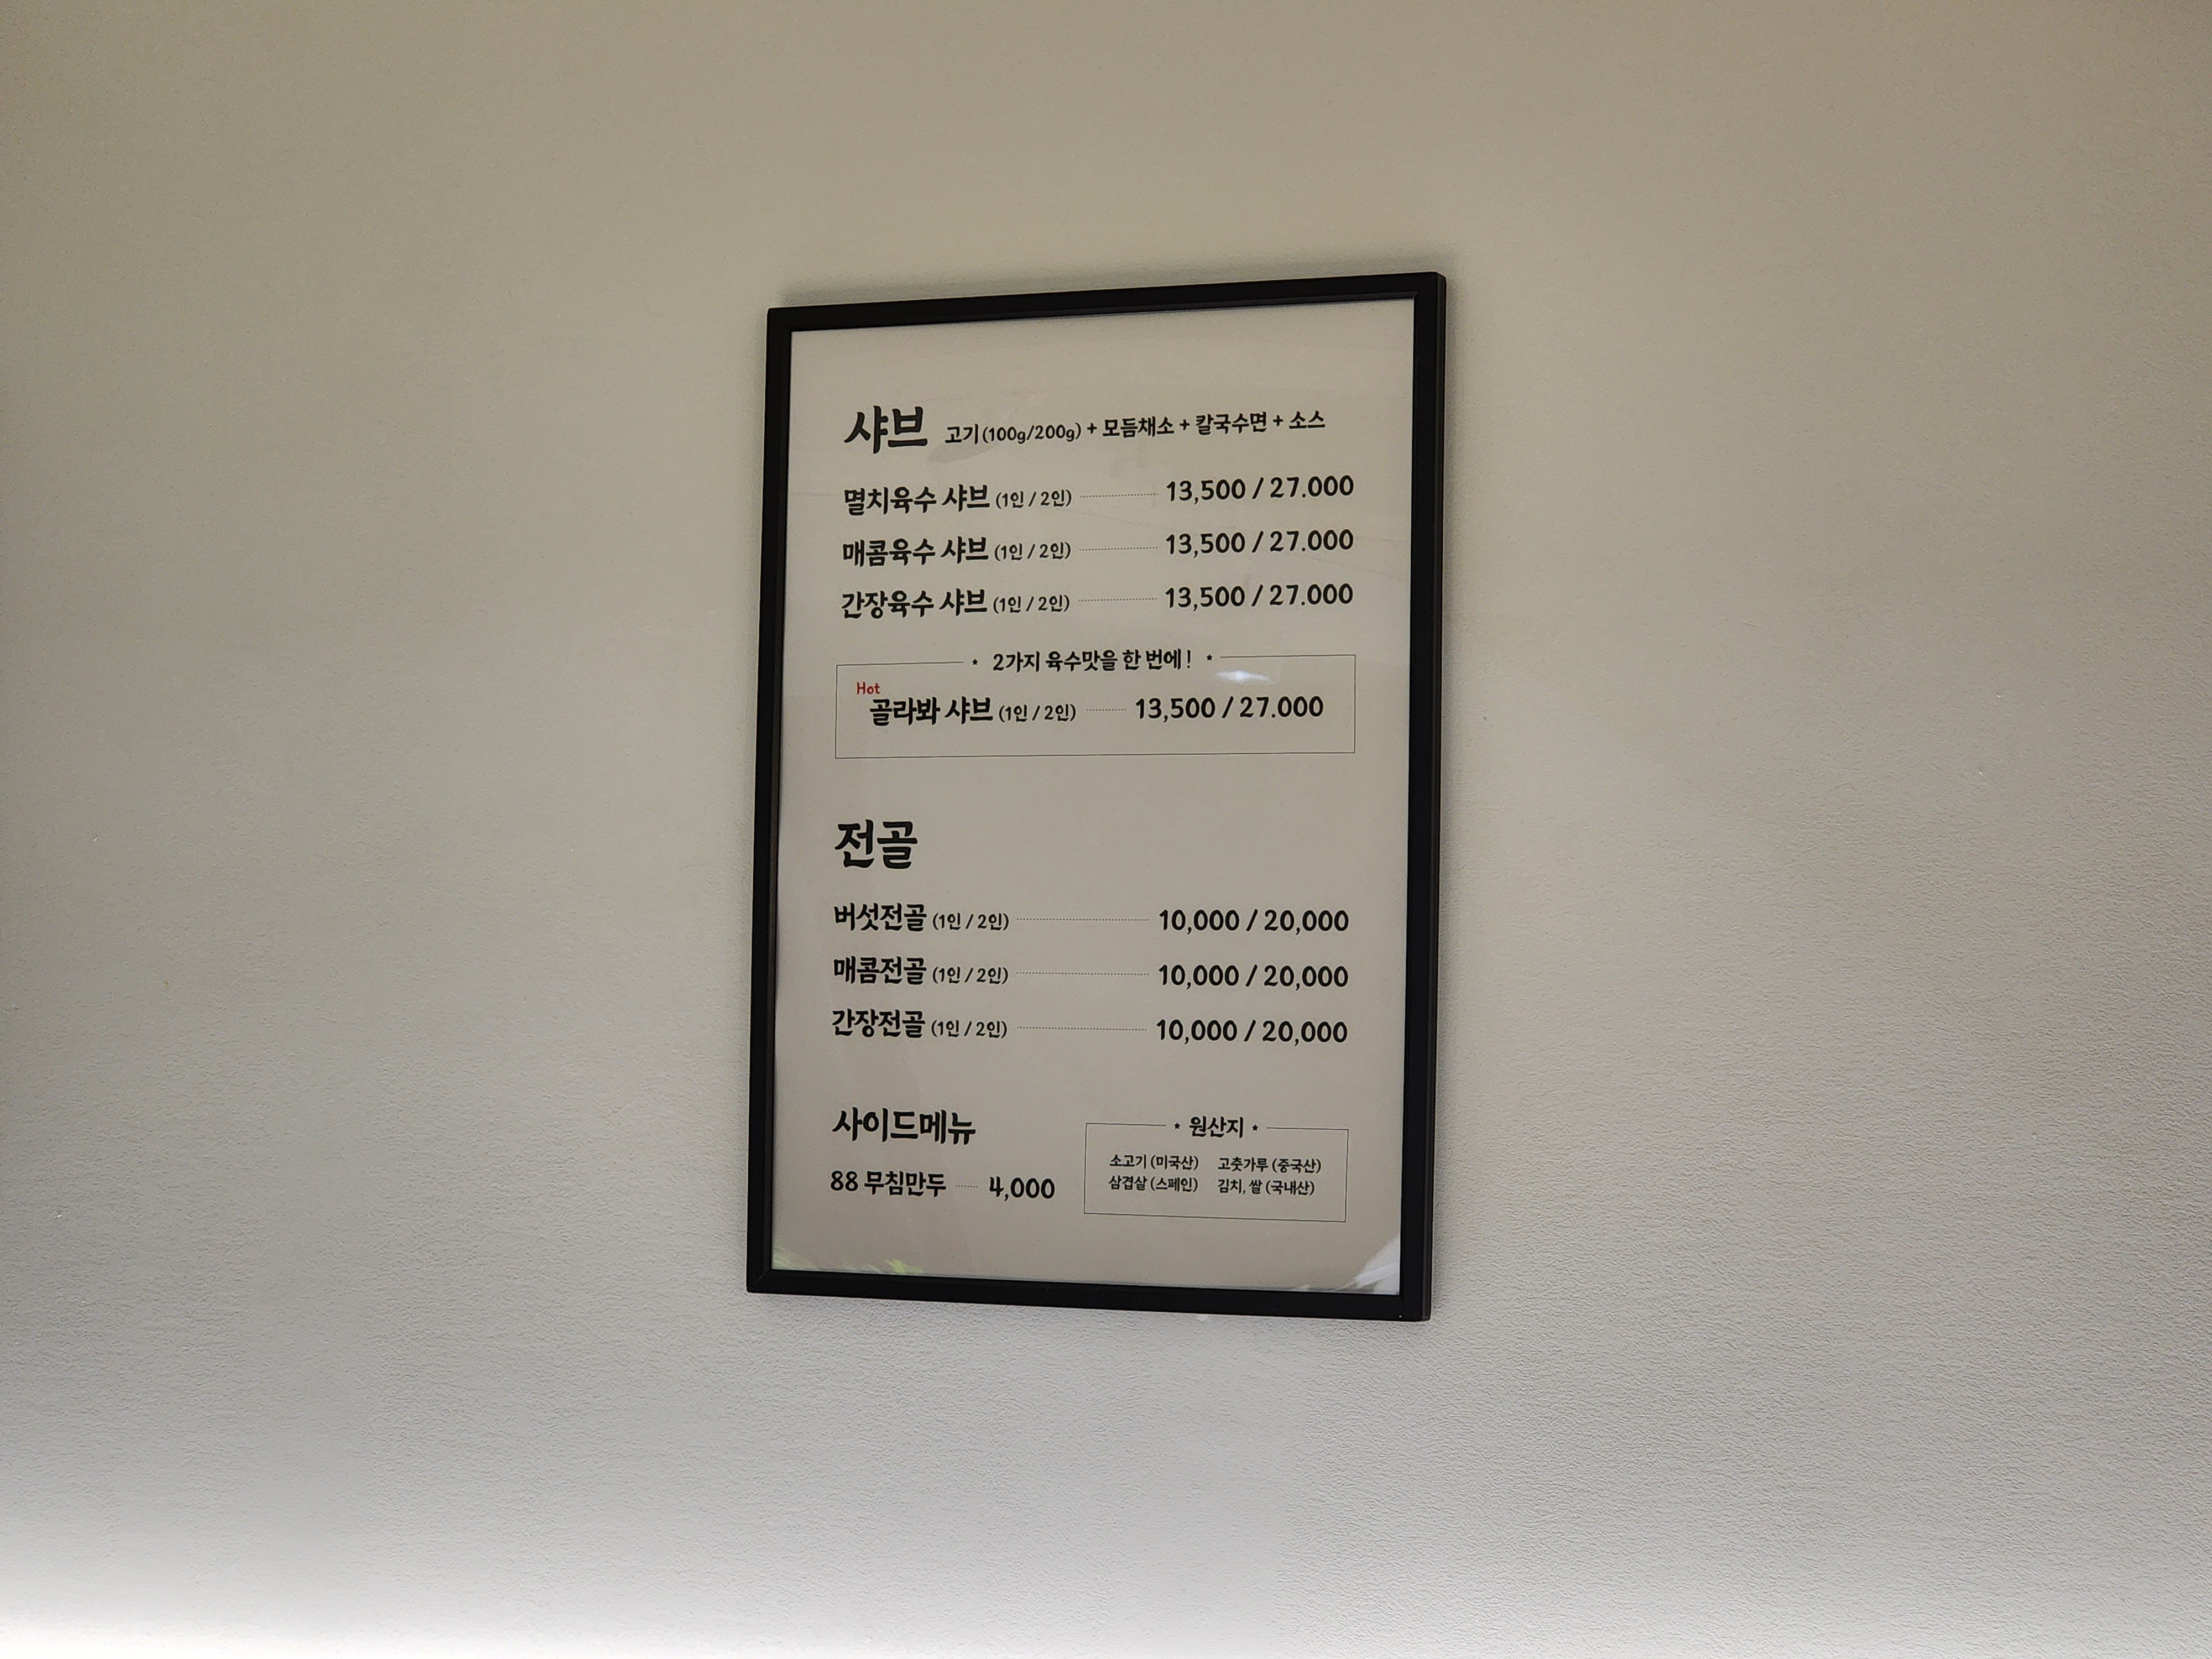 샤브 고기(100g/200g) + 모듬채소 + 칼국수면 + 소스
멸치육수 샤브 (1인 / 2인) 13,500 / 27.000
매콤육수 샤브 (1인 / 2인) 13,500 / 27.000
간장육수 샤브 (1인 / 2인) 13,500 / 27.000
2가지 육수맛을 한 번에!
Hot
골라봐 샤브 (1인 / 2인) 13,500 / 27.000
전골
버섯전골 (1인 / 2인) 10,000 / 20,000
매콤전골 (1인 / 2인) 10,000 / 20,000
간장전골 (1인 / 2인) 10,000 / 20,000
사이드메뉴
88 무침만두 4,000
원산지
소고기 (미국산) 고춧가루 (중국산)
삼겹살 (스페인) 김치, 쌀 (국내산)